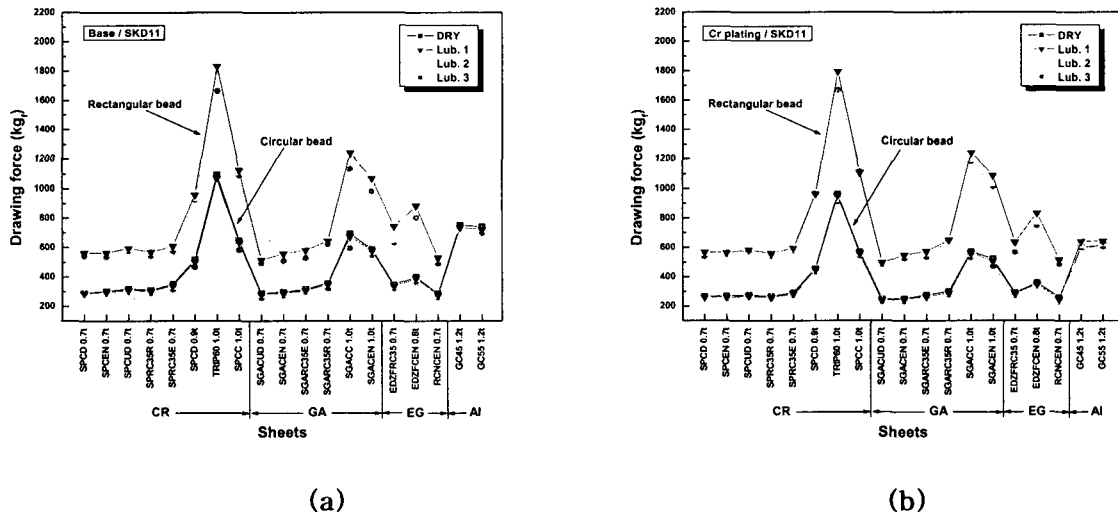 2200
2000
1800
1600
1400
1200
1000
800
600
400
200
Drawing force (kgf)
Base / SKD11
DRY
Lub. 1
Lub. 2
Lub. 3
Rectangular bead
Circular bead
SPCD 0.7t
SPCEN 0.7t
SPCUD 0.7t
SPRC35R 0.7t
SPRC35E 0.7t
SPCD 0.9t
TRIP60 1.0t
SPCC 1.0t
SGACUD 0.7t
SGACEN 0.7t
SGARC35E 0.7t
SGARC35R 0.7t
SGACC 1.0t
SGACEN 1.0t
EDZFRC35 0.7t
EDZFCEN 0.8t
RCNCEN 0.7t
GC45 1.2t
GC55 1.2t
CR
GA
EG
Al
Sheets
(a)
2200
2000
1800
1600
1400
1200
1000
800
600
400
200
Drawing force (kgf)
Cr plating / SKD11
DRY
Lub. 1
Lub. 2
Lub. 3
Rectangular bead
Circular bead
SPCD 0.7t
SPCEN 0.7t
SPCUD 0.7t
SPRC35R 0.7t
SPRC35E 0.7t
SPCD 0.9t
TRIP60 1.0t
SPCC 1.0t
SGACUD 0.7t
SGACEN 0.7t
SGARC35E 0.7t
SGARC35R 0.7t
SGACC 1.0t
SGACEN 1.0t
EDZFRC35 0.7t
EDZFCEN 0.8t
RCNCEN 0.7t
GC45 1.2t
GC55 1.2t
CR
GA
EG
Al
Sheets
(b)